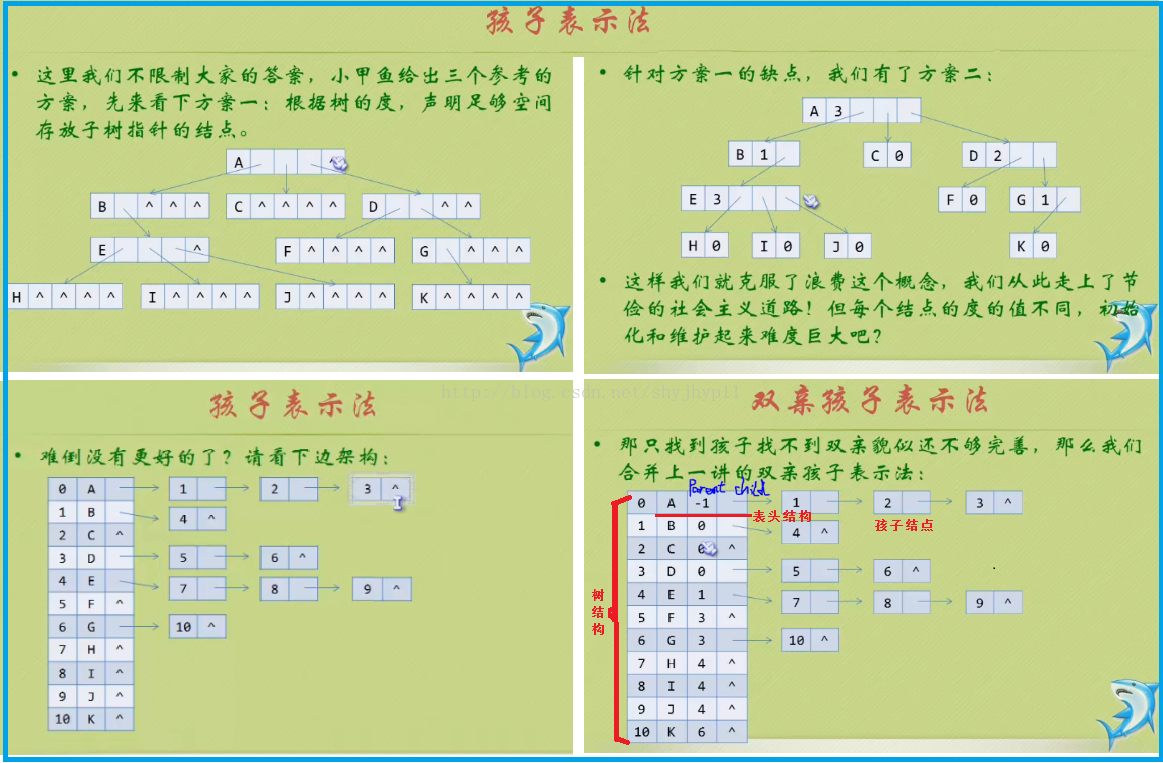 孩子表示法
• 这里我们不限制大家的答案，小甲鱼给出三个参考的
方案，先来看下方案一：根据树的度，声明足够空间
存放子树指针的结点。
A
B ^ ^ ^
C ^ ^ ^ ^
D ^ ^
E ^
F ^ ^ ^ ^
G ^ ^ ^
H ^ ^ ^ ^
I ^ ^ ^ ^
J ^ ^ ^ ^
K ^ ^ ^ ^
• 针对方案一的缺点，我们有了方案二：
A 3
B 1
C 0
D 2
E 3
F 0
G 1
H 0
I 0
J 0
K 0
• 这样我们就克服了浪费这个概念，我们从此走上了节
俭的社会主义道路！但每个结点的度的值不同，初始
化和维护起来难度巨大吧？
http://blog.csdn.net/shyjhyp11
孩子表示法
• 难倒没有更好的了？请看下边架构：
0 A 1 2 3 ^
1 B 4 ^
2 C ^
3 D 5 6 ^
4 E 7 8 9 ^
5 F ^
6 G 10 ^
7 H ^
8 I ^
9 J ^
10 K ^
双亲孩子表示法
• 那只找到孩子找不到双亲貌似还不够完善，那么我们
合并上一讲的双亲孩子表示法：
Parent child
0 A -1 1 2 3 ^
表头结构
孩子结点
1 B 0 4 ^
2 C 0 ^
3 D 0 5 6 ^
4 E 1 7 8 9 ^
5 F 3 ^
6 G 3 10 ^
7 H 4 ^
8 I 4 ^
9 J 4 ^
10 K 6 ^
树
结
构